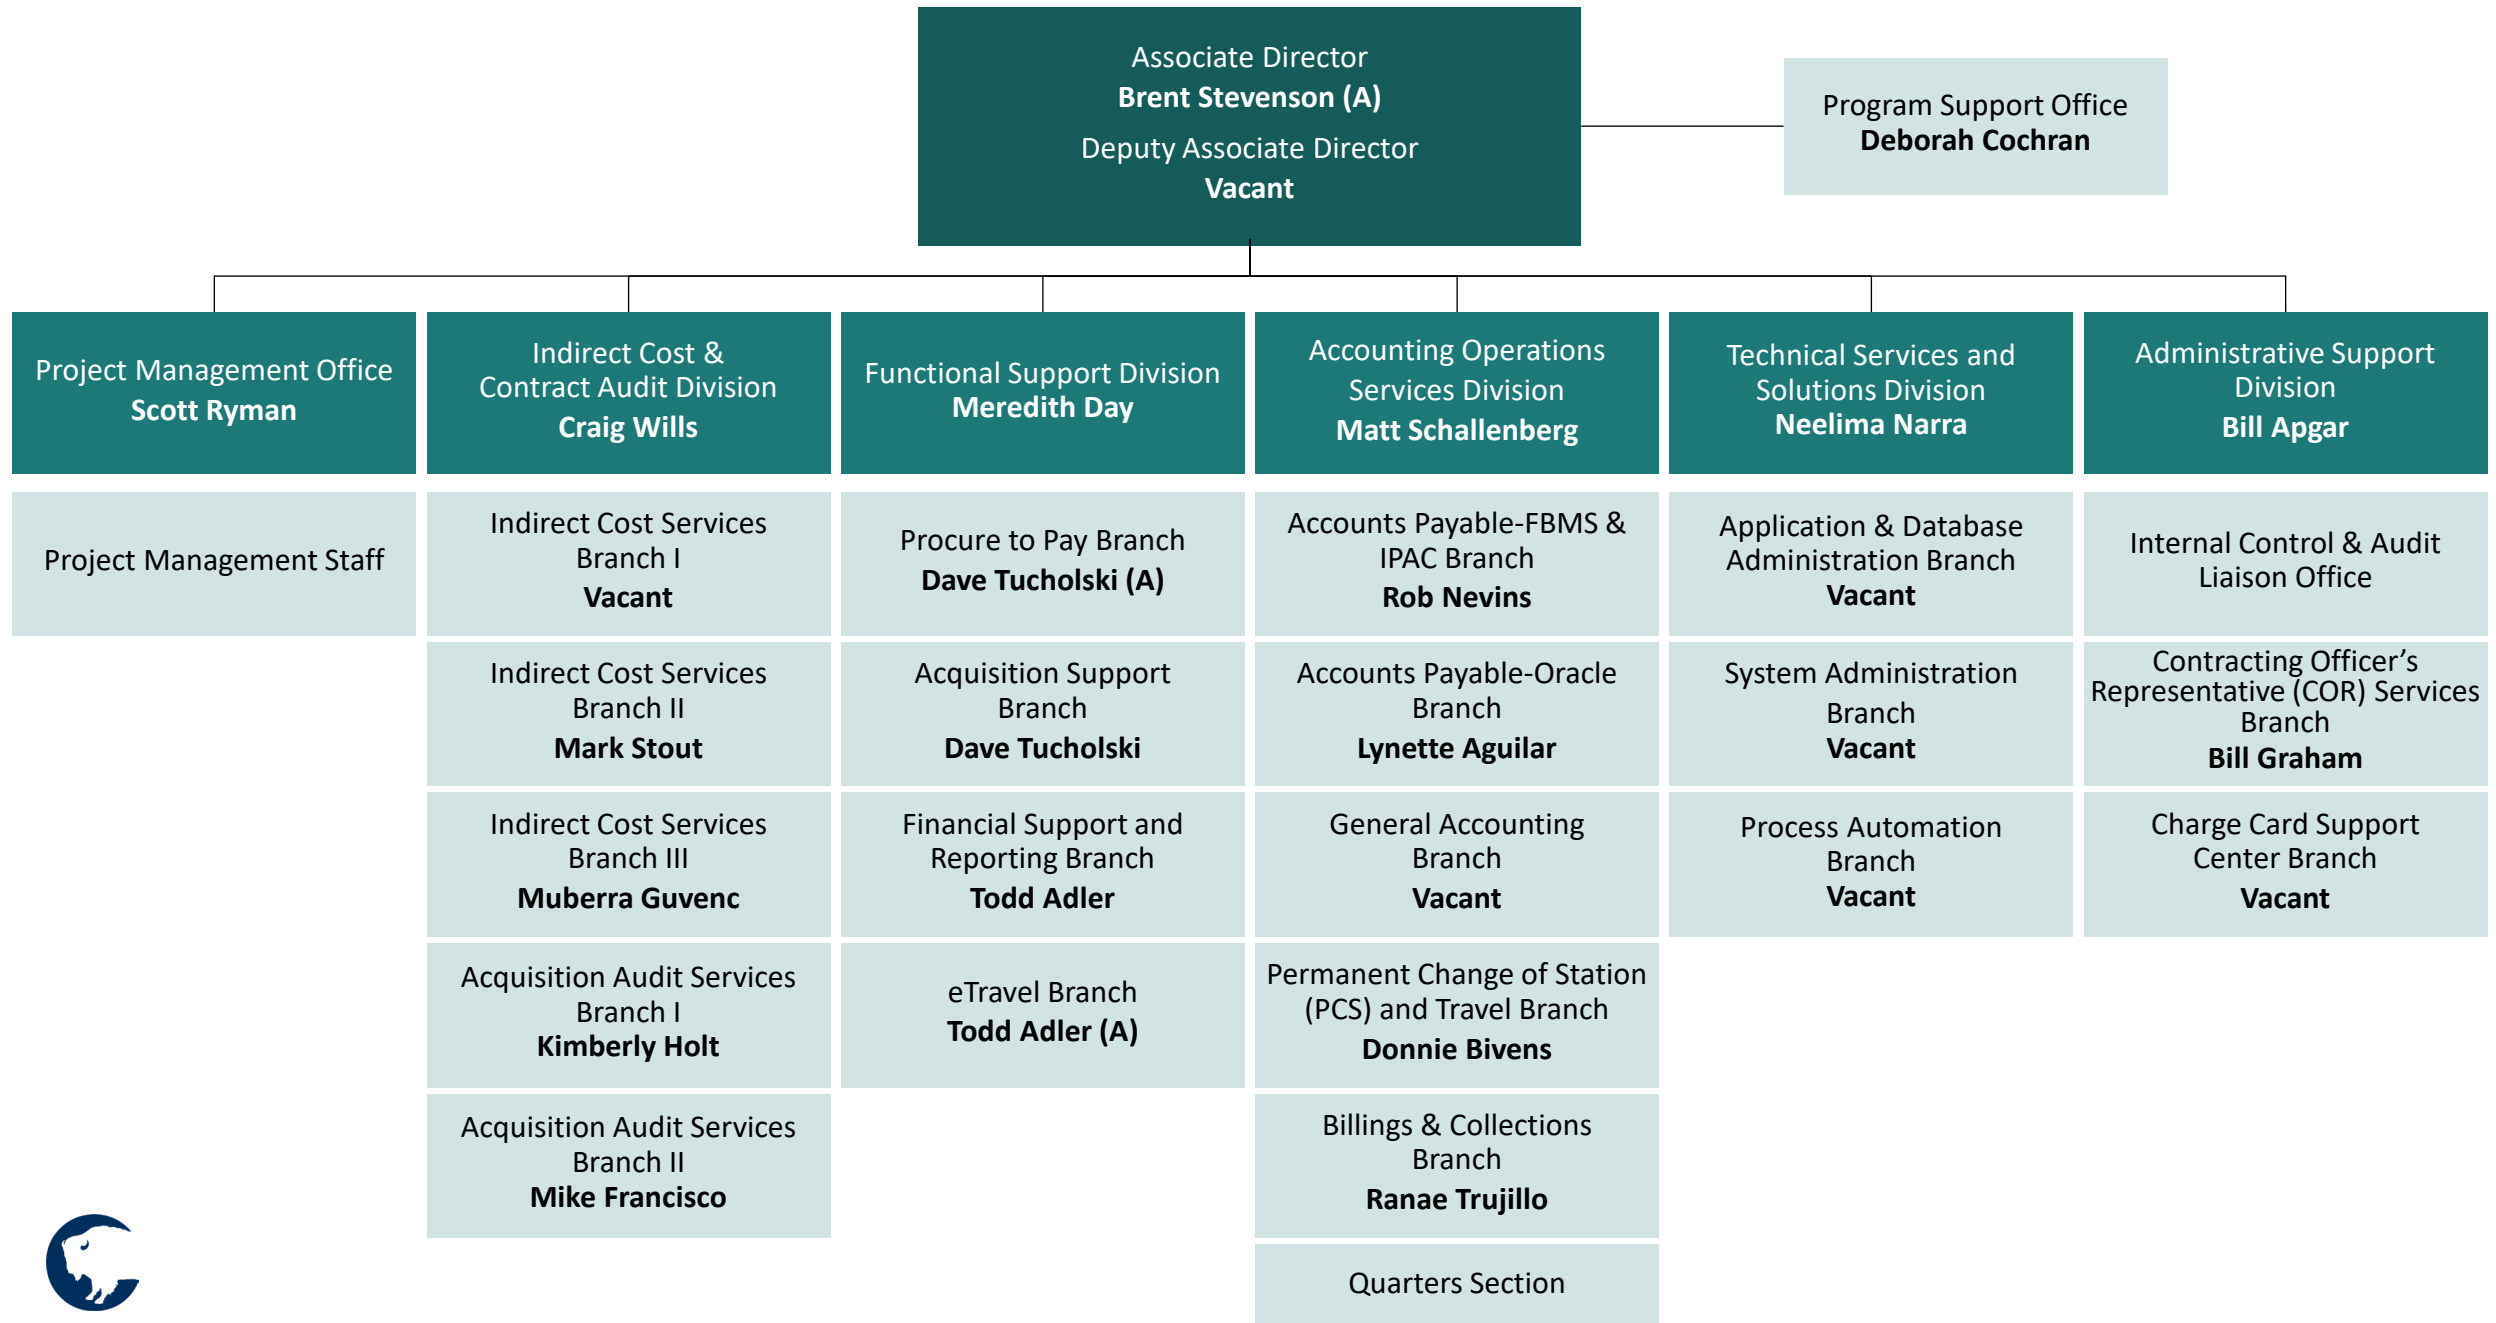 Associate Director
Brent Stevenson (A)
Deputy Associate Director
Vacant
Program Support Office
Deborah Cochran
Project Management Office
Scott Ryman
Indirect Cost &
Contract Audit Division
Craig Wills
Functional Support Division
Meredith Day
Accounting Operations
Services Division
Matt Schallenberg
Technical Services and
Solutions Division
Neelima Narra
Administrative Support
Division
Bill Apgar
Project Management Staff
Indirect Cost Services
Branch I
Vacant
Indirect Cost Services
Branch II
Mark Stout
Indirect Cost Services
Branch III
Muberra Guvenc
Acquisition Audit Services
Branch I
Kimberly Holt
Acquisition Audit Services
Branch II
Mike Francisco
Procure to Pay Branch
Dave Tucholski (A)
Acquisition Support
Branch
Dave Tucholski
Financial Support and
Reporting Branch
Todd Adler
eTravel Branch
Todd Adler (A)
Accounts Payable-FBMS &
IPAC Branch
Rob Nevins
Accounts Payable-Oracle
Branch
Lynette Aguilar
General Accounting
Branch
Vacant
Permanent Change of Station
(PCS) and Travel Branch
Donnie Bivens
Billings & Collections
Branch
Ranae Trujillo
Quarters Section
Application & Database
Administration Branch
Vacant
System Administration
Branch
Vacant
Process Automation
Branch
Vacant
Internal Control & Audit
Liaison Office
Contracting Officer’s
Representative (COR) Services
Branch
Bill Graham
Charge Card Support
Center Branch
Vacant